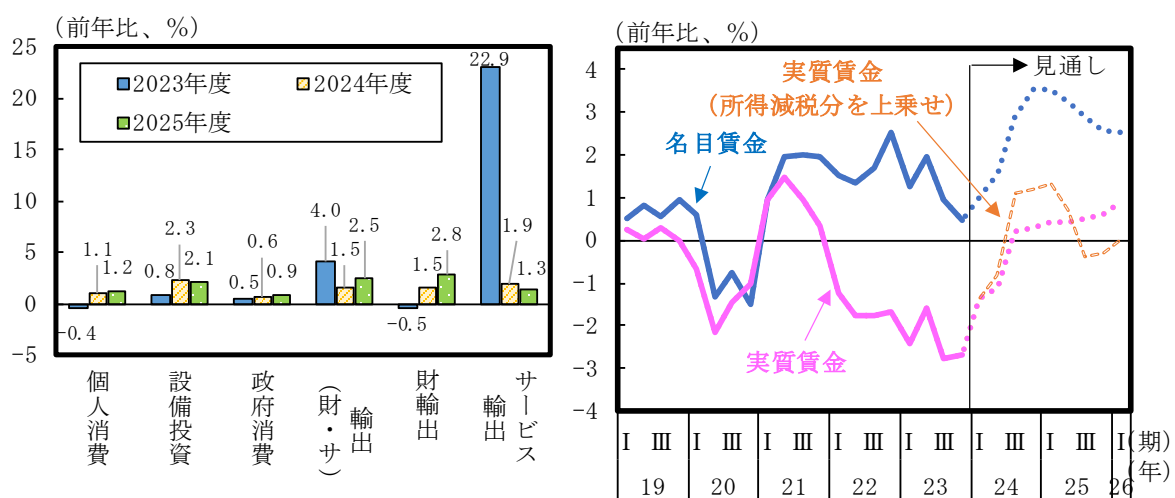 (前年比、%)
25
20
15
10
5
0
−5
2023年度
2024年度
2025年度
−0.4
1.1
1.2
0.8
2.3
2.1
0.5
0.6
0.9
4.0
1.5
2.5
−0.5
1.5
2.8
22.9
1.9
1.3
個人消費
設備投資
政府消費
輸出
(財・サ)
財輸出
サービス
輸出
(前年比、%)
4
3
2
1
0
−1
−2
−3
−4
見通し
実質賃金
(所得減税分を上乗せ)
名目賃金
実質賃金
I III I III I III I III I III I III I (期)
19 20 21 22 23 24 25 26 (年)